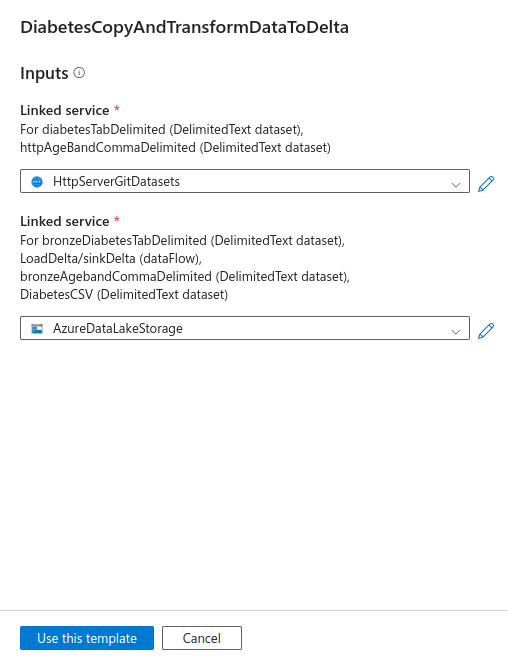 DiabetesCopyAndTransformDataToDelta
Inputs
Linked service *
For diabetesTabDelimited (DelimitedText dataset),
httpAgeBandCommaDelimited (DelimitedText dataset)
HttpServerGitDatasets
Linked service *
For bronzeDiabetesTabDelimited (DelimitedText dataset),
LoadDelta/sinkDelta (dataFlow),
bronzeAgebandCommaDelimited (DelimitedText dataset),
DiabetesCSV (DelimitedText dataset)
AzureDataLakeStorage
Use this template
Cancel